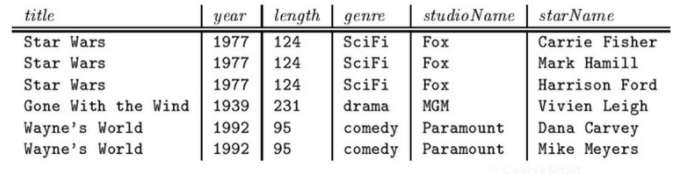 title year length genre studioName starName
Star Wars 1977 124 SciFi Fox Carrie Fisher
Star Wars 1977 124 SciFi Fox Mark Hamill
Star Wars 1977 124 SciFi Fox Harrison Ford
Gone With the Wind 1939 231 drama MGM Vivien Leigh
Wayne's World 1992 95 comedy Paramount Dana Carvey
Wayne's World 1992 95 comedy Paramount Mike Meyers